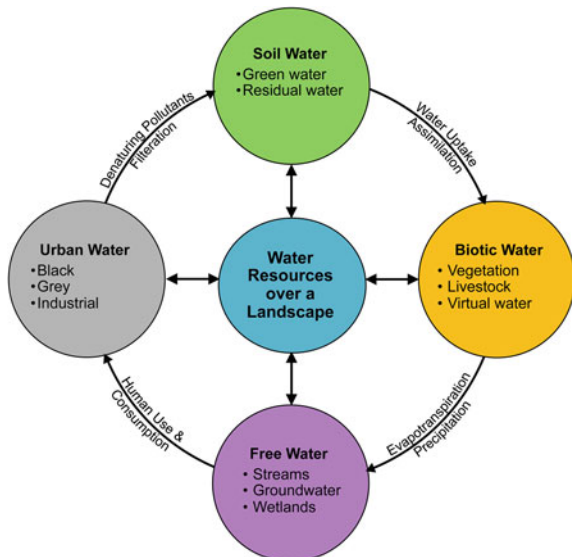 Soil Water
• Green water
• Residual water
Denaturing Pollutants
Filteration
Water Uptake
Assimilation
Urban Water
• Black
• Grey
• Industrial
Water
Resources
over a
Landscape
Biotic Water
• Vegetation
• Livestock
• Virtual water
Human Use &
Consumption
Evapotranspiration
Precipitation
Free Water
• Streams
• Groundwater
• Wetlands